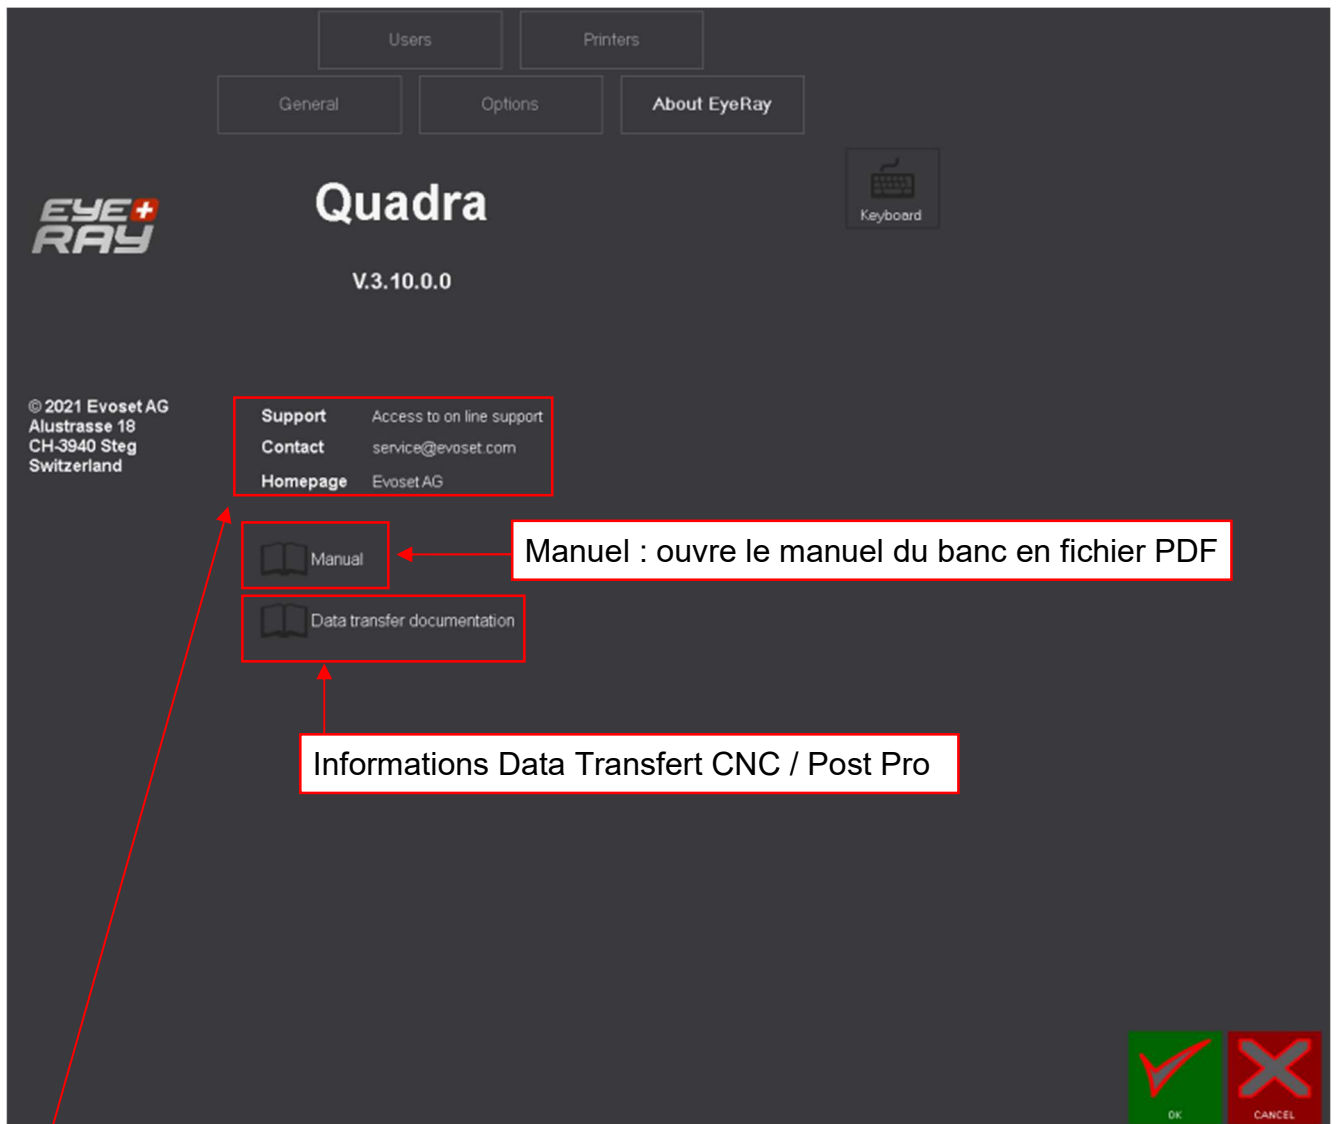 Users
Printers
General
Options
About EyeRay
Keyboard
EYE
RAY
Quadra
V.3.10.0.0
© 2021 Evoset AG
Alustrasse 18
CH-3940 Steg
Switzerland
Support Access to on line support
Contact service@evoset.com
Homepage Evoset AG
Manual
Manuel : ouvre le manuel du banc en fichier PDF
Data transfer documentation
Informations Data Transfert CNC / Post Pro
OK
CANCEL